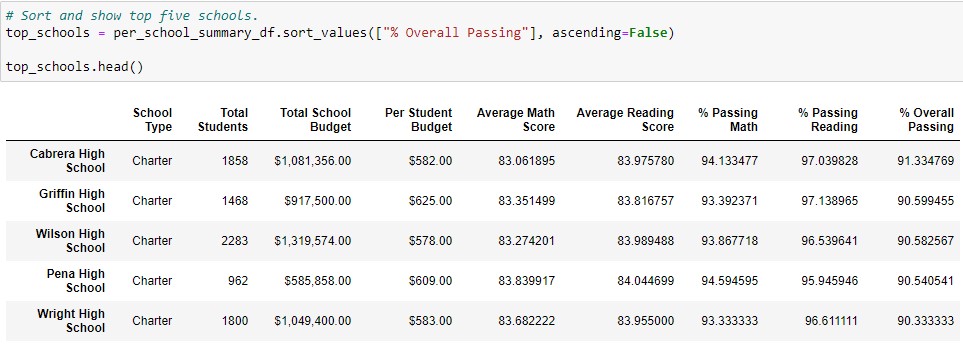 # Sort and show top five schools.
top_schools = per_school_summary_df.sort_values(["% Overall Passing"], ascending=False)
top_schools.head()
School Type Total Students Total School Budget Per Student Budget Average Math Score Average Reading Score % Passing Math % Passing Reading % Overall Passing
Cabrera High School Charter 1858 $1,081,356.00 $582.00 83.061895 83.975780 94.133477 97.039828 91.334769
Griffin High School Charter 1468 $917,500.00 $625.00 83.351499 83.816757 93.392371 97.138965 90.599455
Wilson High School Charter 2283 $1,319,574.00 $578.00 83.274201 83.989488 93.867718 96.539641 90.582567
Pena High School Charter 962 $585,858.00 $609.00 83.839917 84.044699 94.594595 95.945946 90.540541
Wright High School Charter 1800 $1,049,400.00 $583.00 83.682222 83.955000 93.333333 96.611111 90.333333